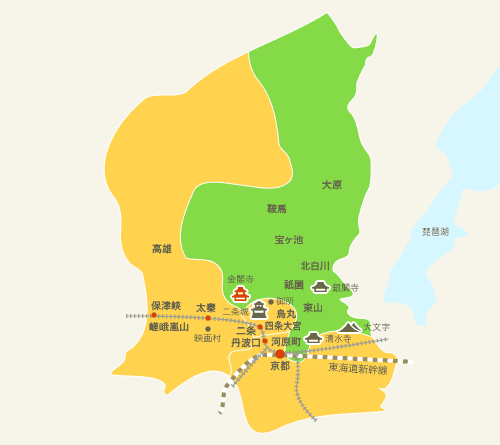 大原
鞍馬
琵琶湖
宝ヶ池
高雄
北白川
金閣寺
祇園
銀閣寺
御所
保津峡
太秦
二条城
烏丸
東山
嵯峨嵐山
映画村
二条
四条大宮
大文字
丹波口
河原町
清水寺
京都
東海道新幹線